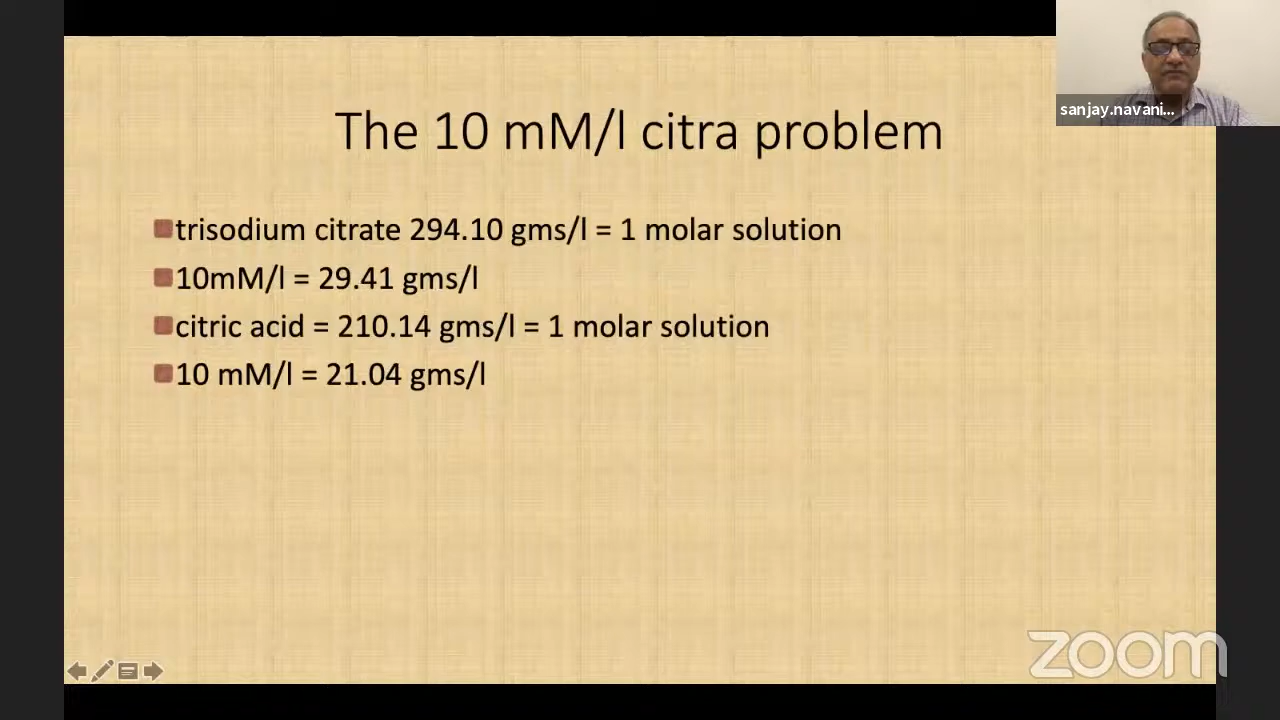 sanjay.navani...
The 10 mM/l citra problem
trisodium citrate 294.10 gms/l = 1 molar solution
10mM/l = 29.41 gms/l
citric acid = 210.14 gms/l = 1 molar solution
10 mM/l = 21.04 gms/l
zoom